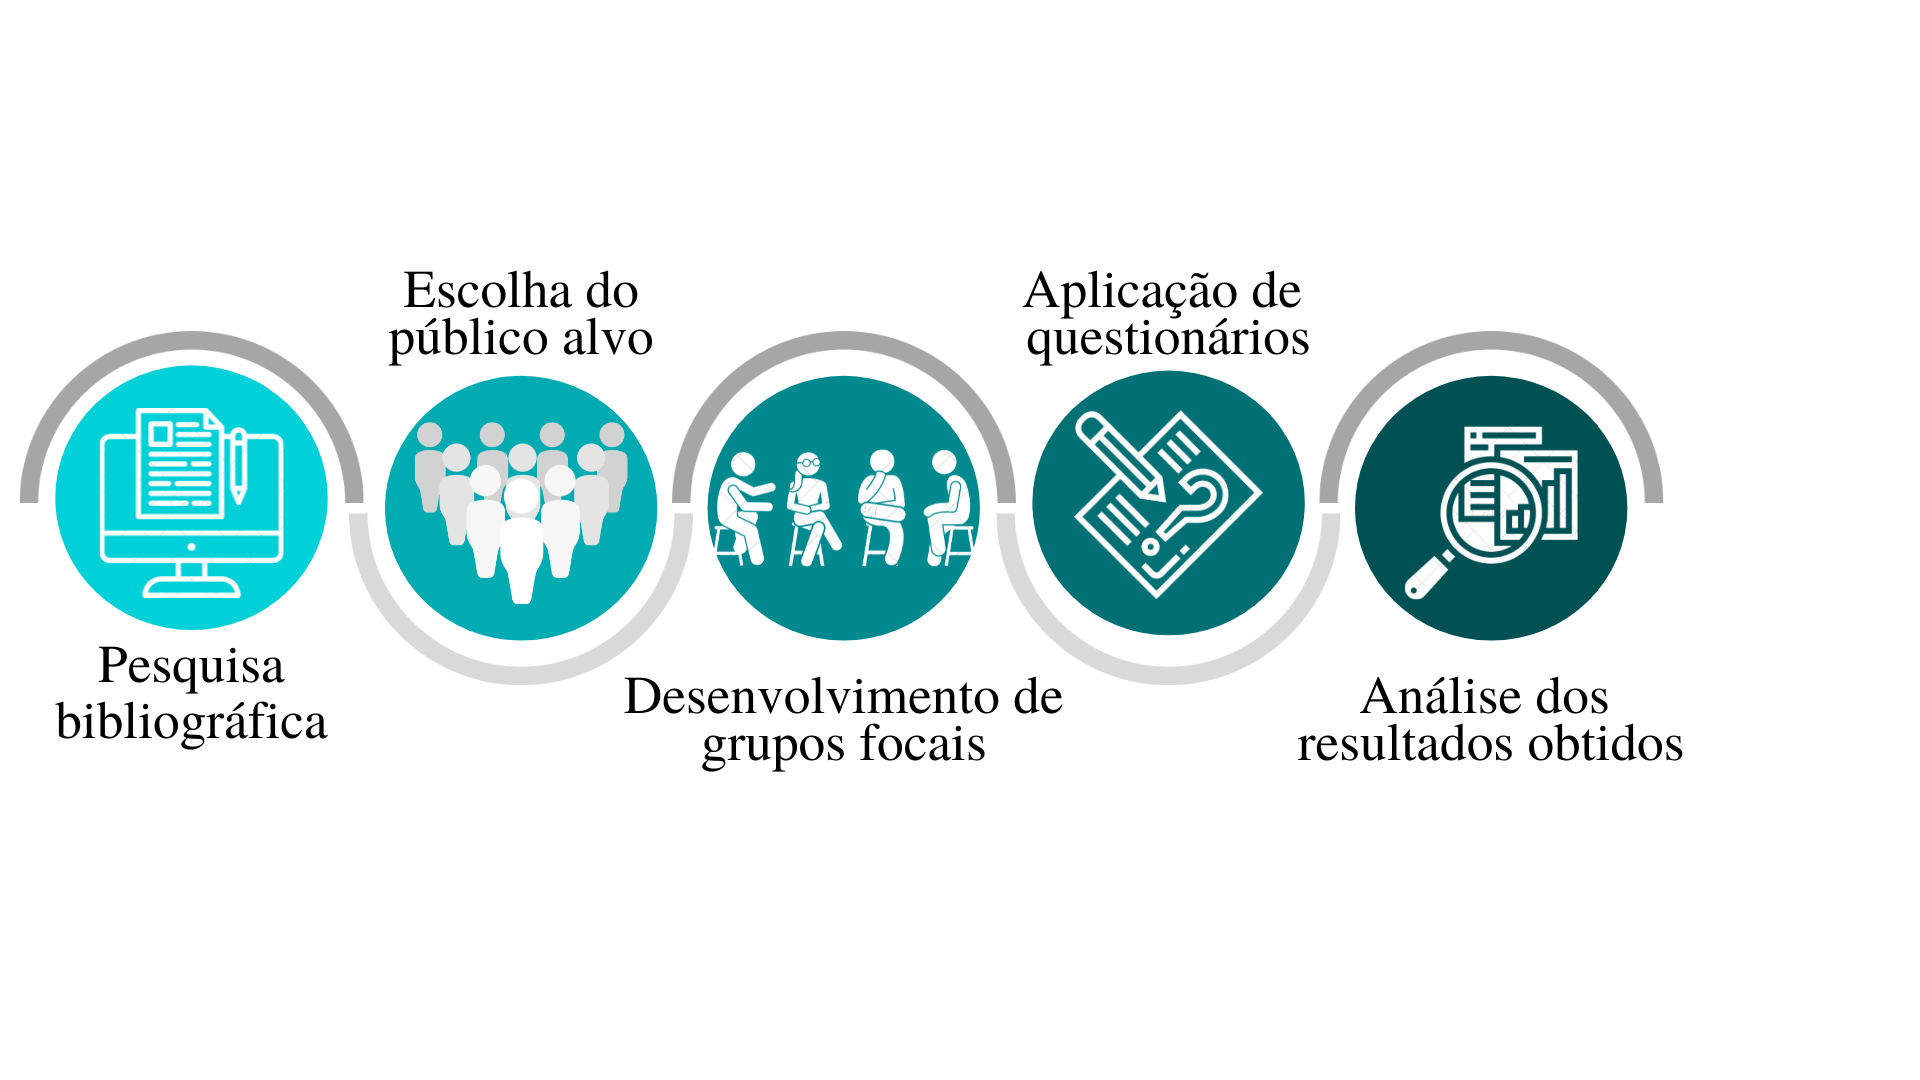 Pesquisa
bibliográfica
Escolha do
público alvo
Desenvolvimento de
grupos focais
Aplicação de
questionários
Análise dos
resultados obtidos